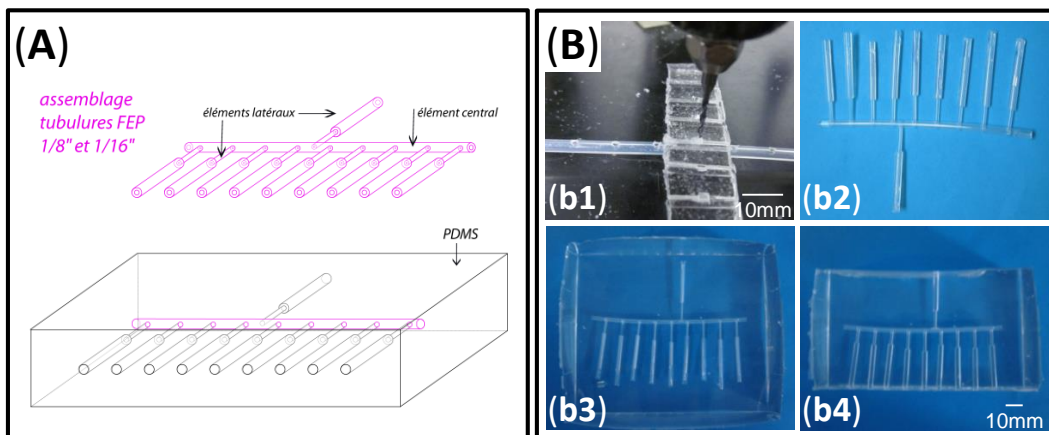 (A)
assemblage
tubulures FEP
1/8" et 1/16"
éléments latéraux
élément central
PDMS
(B)
(b1)
10mm
(b2)
(b3)
(b4)
10mm